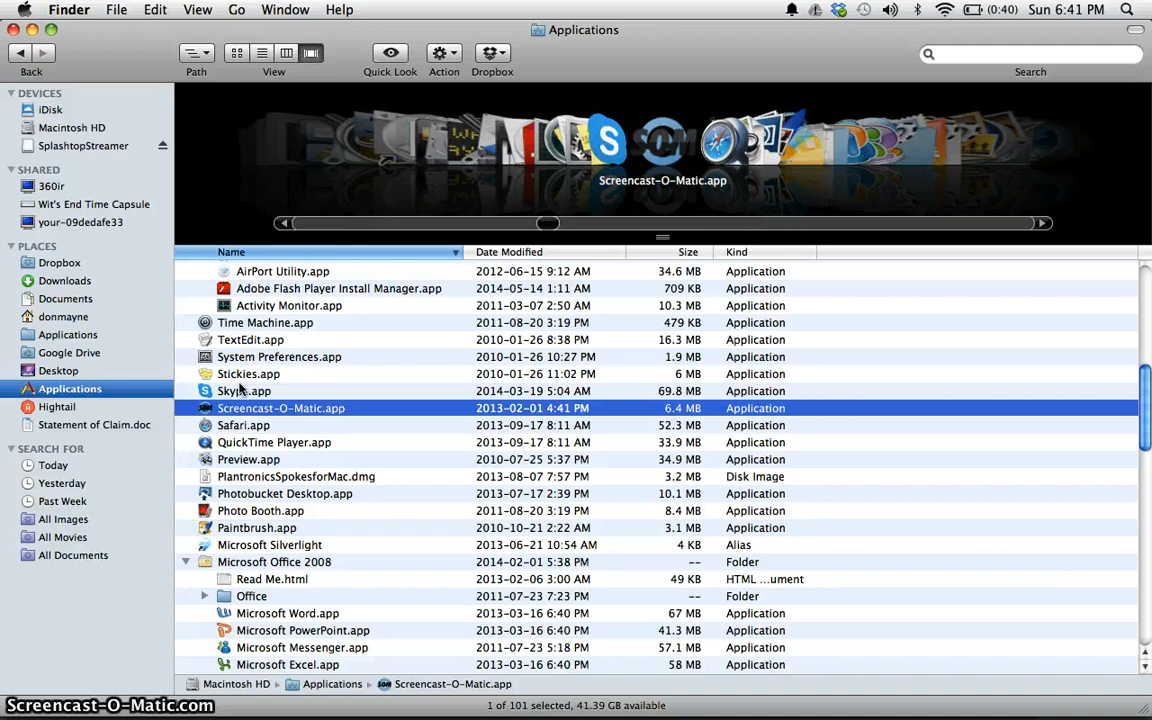 Finder File Edit View Go Window Help (0:40) Sun 6:41 PM
Applications
Back Path View Quick Look Action Dropbox Search
DEVICES
iDisk
Macintosh HD
SplashtopStreamer
SHARED
360ir
Wit's End Time Capsule
your-09dedafe33
PLACES
Dropbox
Downloads
Documents
donmayne
Applications
Google Drive
Desktop
Applications
Hightail
Statement of Claim.doc
SEARCH FOR
Today
Yesterday
Past Week
All Images
All Movies
All Documents
Screencast-O-Matic.app
Name Date Modified Size Kind
AirPort Utility.app 2012-06-15 9:12 AM 34.6 MB Application
Adobe Flash Player Install Manager.app 2014-05-14 1:11 AM 709 KB Application
Activity Monitor.app 2011-03-07 2:50 AM 10.3 MB Application
Time Machine.app 2011-08-20 3:19 PM 479 KB Application
TextEdit.app 2010-01-26 8:38 PM 16.3 MB Application
System Preferences.app 2010-01-26 10:27 PM 1.9 MB Application
Stickies.app 2010-01-26 11:02 PM 6 MB Application
Skype.app 2014-03-19 5:04 AM 69.8 MB Application
Screencast-O-Matic.app 2013-02-01 4:41 PM 6.4 MB Application
Safari.app 2013-09-17 8:11 AM 52.3 MB Application
QuickTime Player.app 2013-09-17 8:11 AM 33.9 MB Application
Preview.app 2010-07-25 5:37 PM 34.9 MB Application
PlantronicsSpokesforMac.dmg 2013-08-07 7:57 PM 3.2 MB Disk Image
Photobucket Desktop.app 2013-07-17 2:39 PM 10.1 MB Application
Photo Booth.app 2011-08-20 3:19 PM 8.4 MB Application
Paintbrush.app 2010-10-21 2:22 AM 3.1 MB Application
Microsoft Silverlight 2013-06-21 10:54 AM 4 KB Alias
Microsoft Office 2008 2014-02-01 5:38 PM -- Folder
Read Me.html 2013-02-06 3:00 AM 49 KB HTML ...ument
Office 2011-07-23 7:23 PM -- Folder
Microsoft Word.app 2013-03-16 6:40 PM 67 MB Application
Microsoft PowerPoint.app 2013-03-16 6:40 PM 41.3 MB Application
Microsoft Messenger.app 2011-07-23 5:18 PM 57.1 MB Application
Microsoft Excel.app 2013-03-16 6:40 PM 58 MB Application
Macintosh HD Applications Screencast-O-Matic.app
1 of 101 selected, 41.39 GB available
Screencast-O-Matic.com